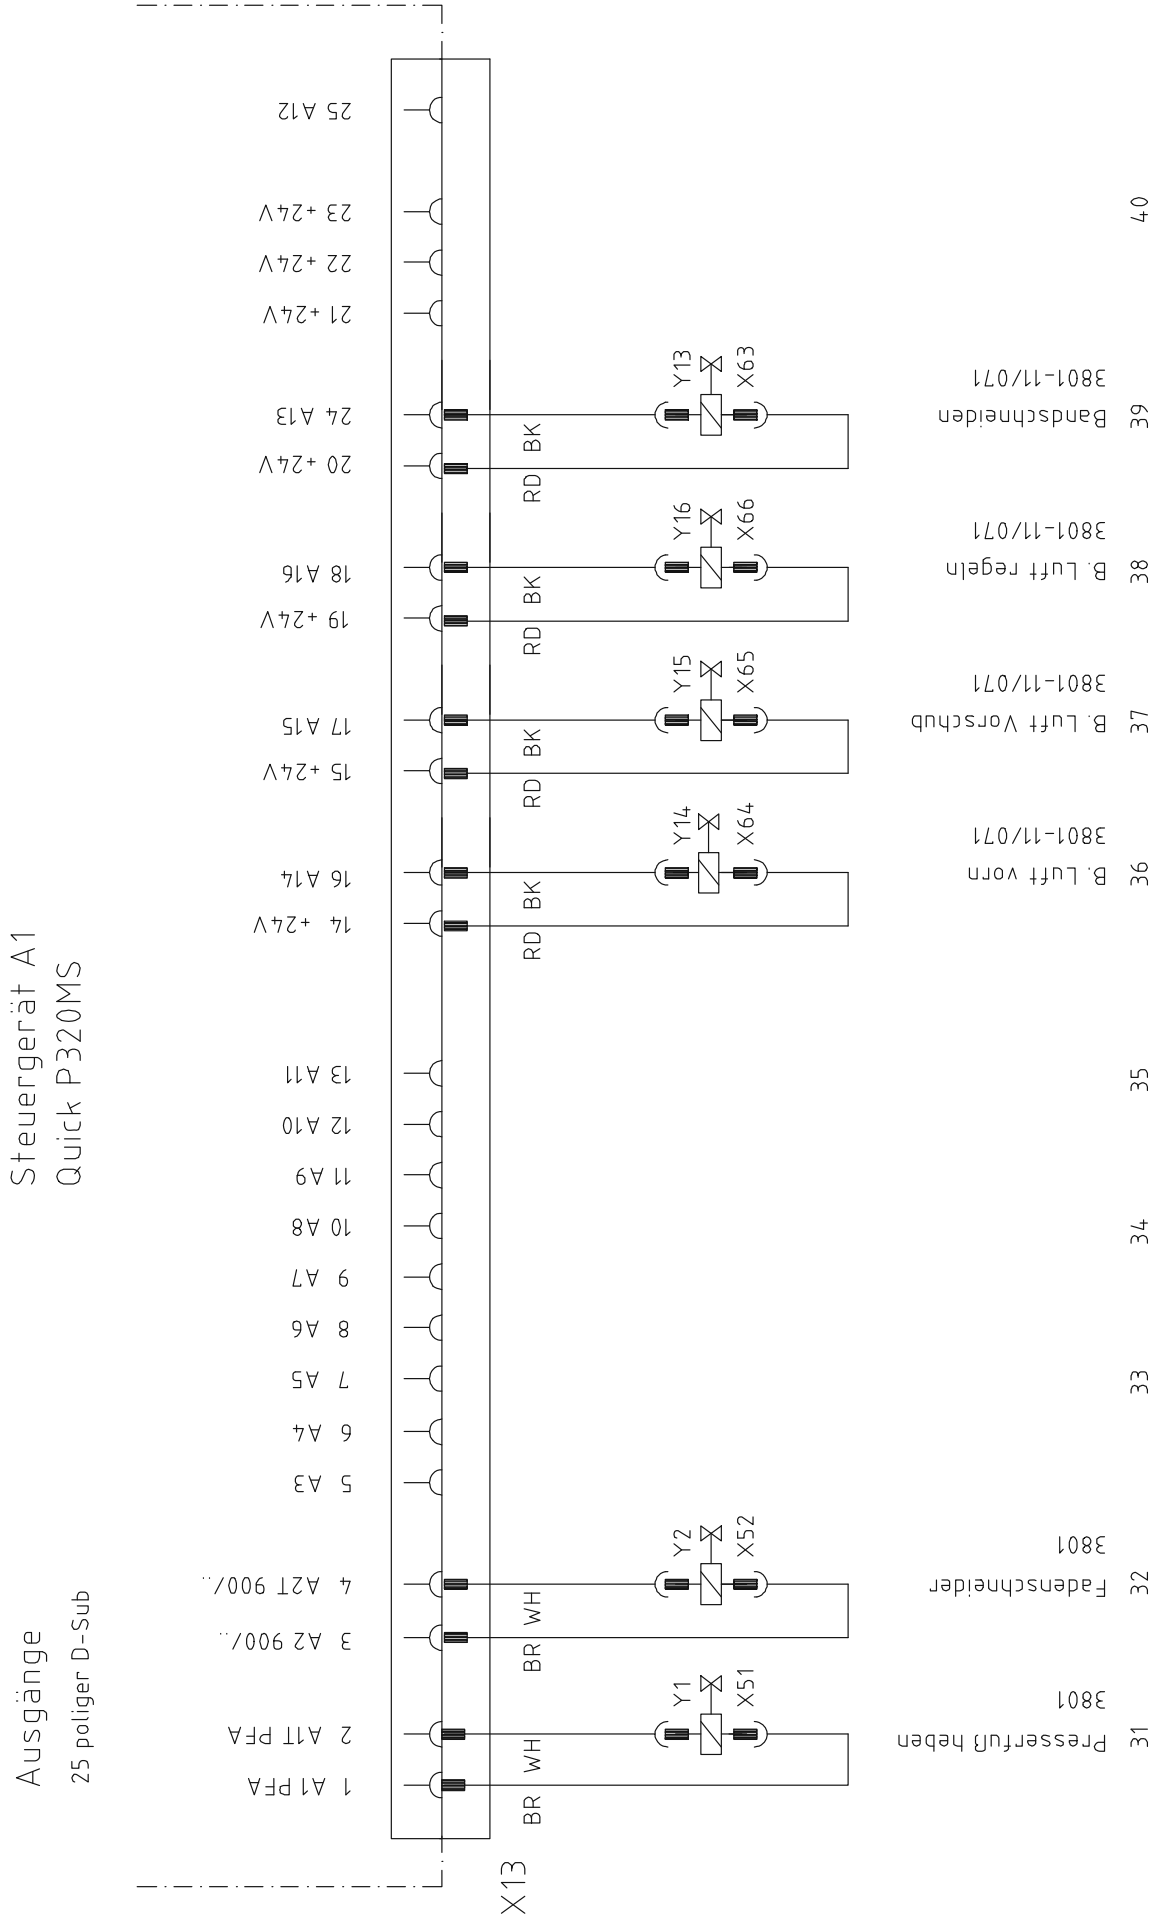 Steuergerät A1
Quick P320MS
Ausgänge
25 poliger D-Sub
X13
1 A1 PFA
2 A1T PFA
3 A2 900/..
4 A2T 900/..
5 A3
6 A4
7 A5
8 A6
9 A7
10 A8
11 A9
12 A10
13 A11
14 +24V
16 A14
15 +24V
17 A15
19 +24V
18 A16
20 +24V
24 A13
21 +24V
22 +24V
23 +24V
25 A12
BR WH
BR WH
RD BK
RD BK
RD BK
RD BK
Y1
X51
Y2
X52
Y14
X64
Y15
X65
Y16
X66
Y13
X63
Presserfuß heben
3801
Fadenschneider
3801
B. Luft vorn
3801-11/071
B. Luft Vorschub
3801-11/071
B. Luft regeln
3801-11/071
Bandschneiden
3801-11/071
31
32
33
34
35
36
37
38
39
40